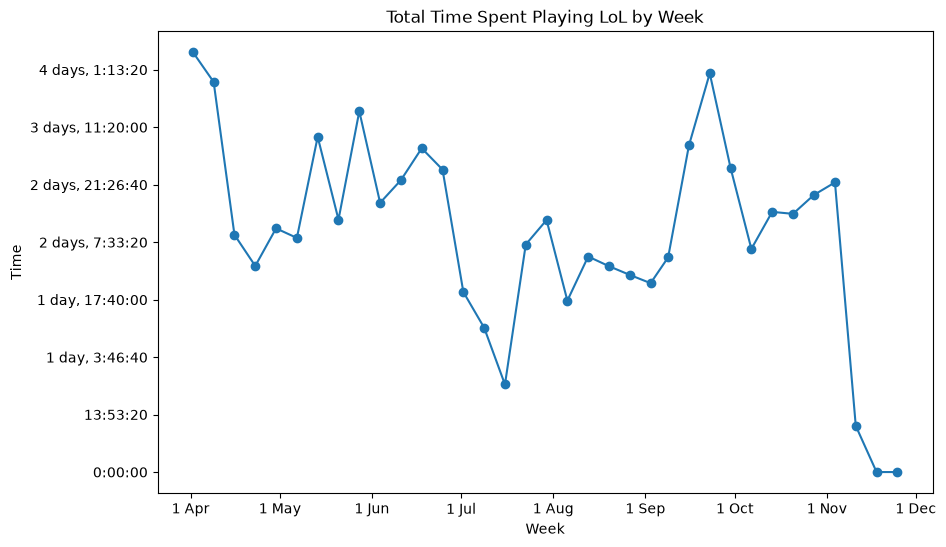 Total Time Spent Playing LoL by Week
4 days, 1:13:20
3 days, 11:20:00
2 days, 21:26:40
2 days, 7:33:20
1 day, 17:40:00
1 day, 3:46:40
13:53:20
0:00:00
Time
1 Apr
1 May
1 Jun
1 Jul
1 Aug
1 Sep
1 Oct
1 Nov
1 Dec
Week